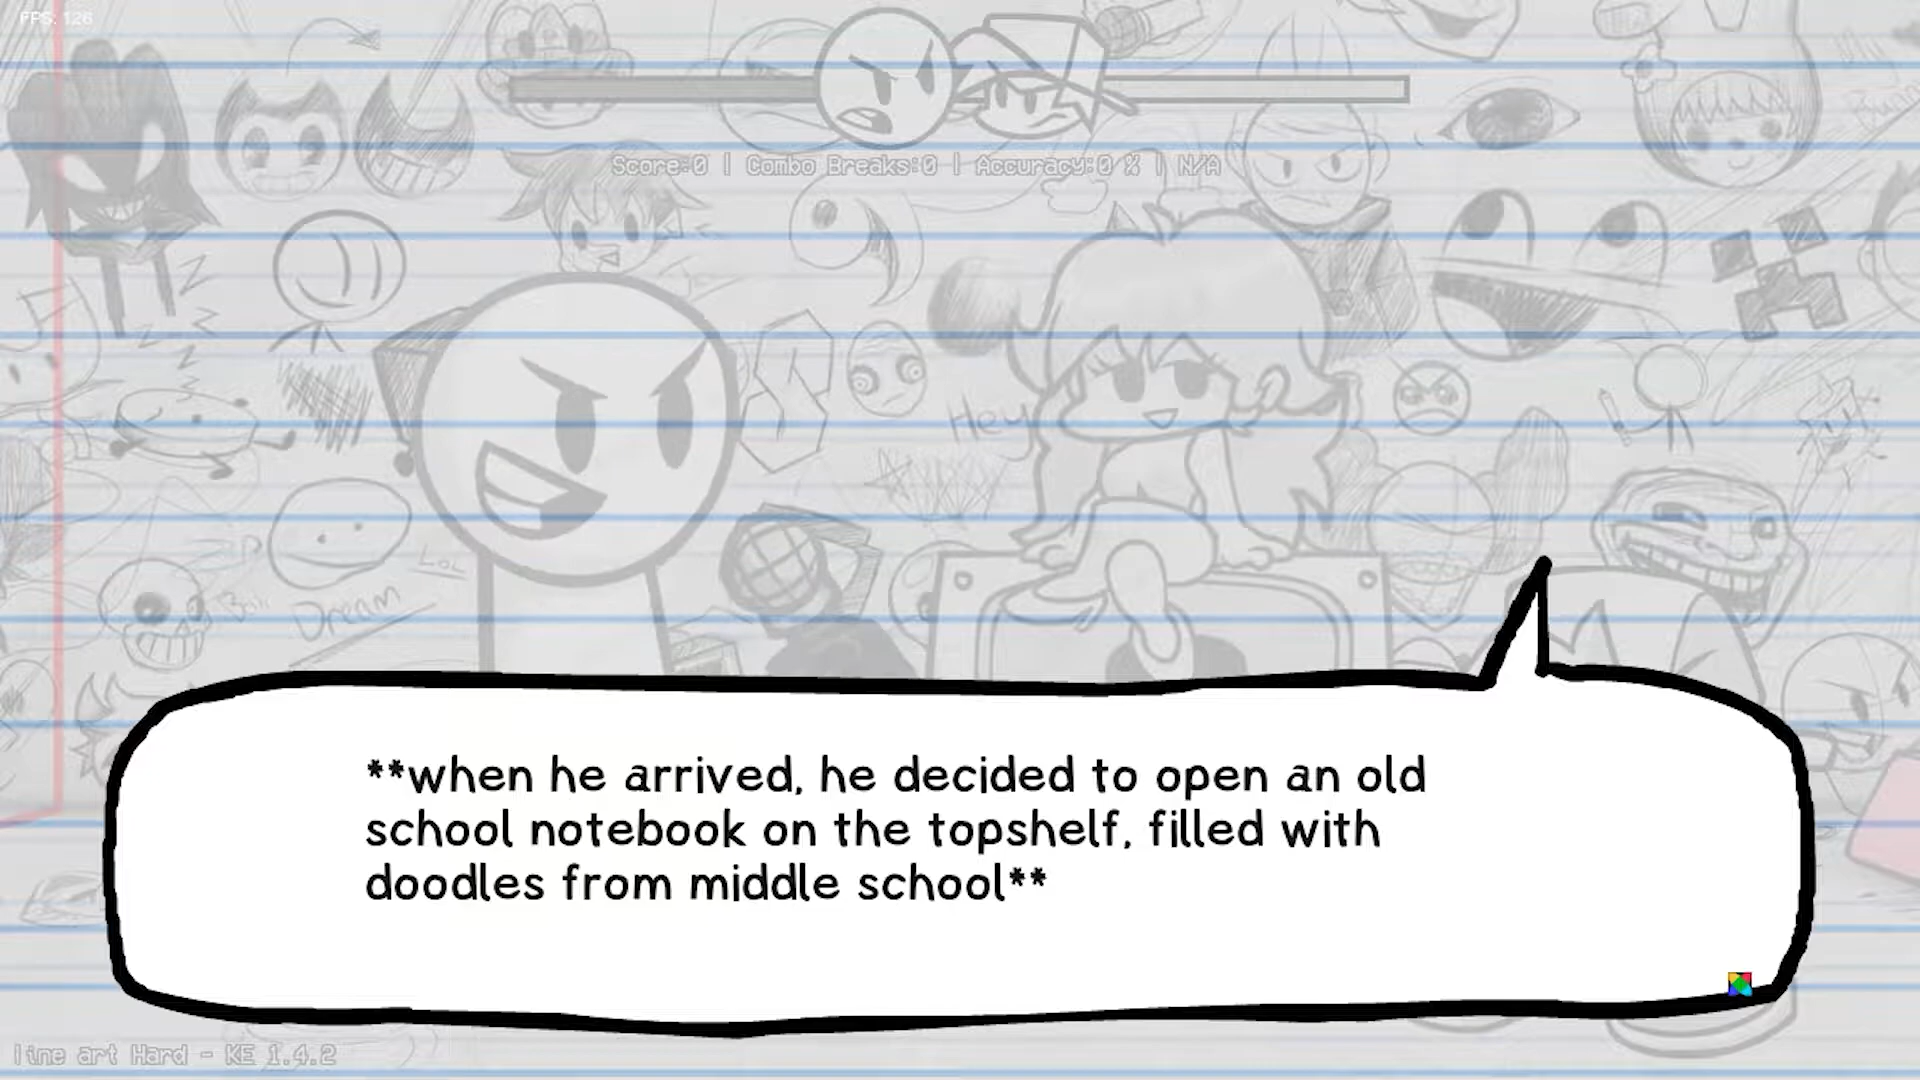 FPS: 126
Score:0 | Combo Breaks:0 | Accuracy:0 % | N/A
Hey
LOL
Dream
**when he arrived, he decided to open an old
school notebook on the topshelf, filled with
doodles from middle school**
line art Hard - KE 1.4.2